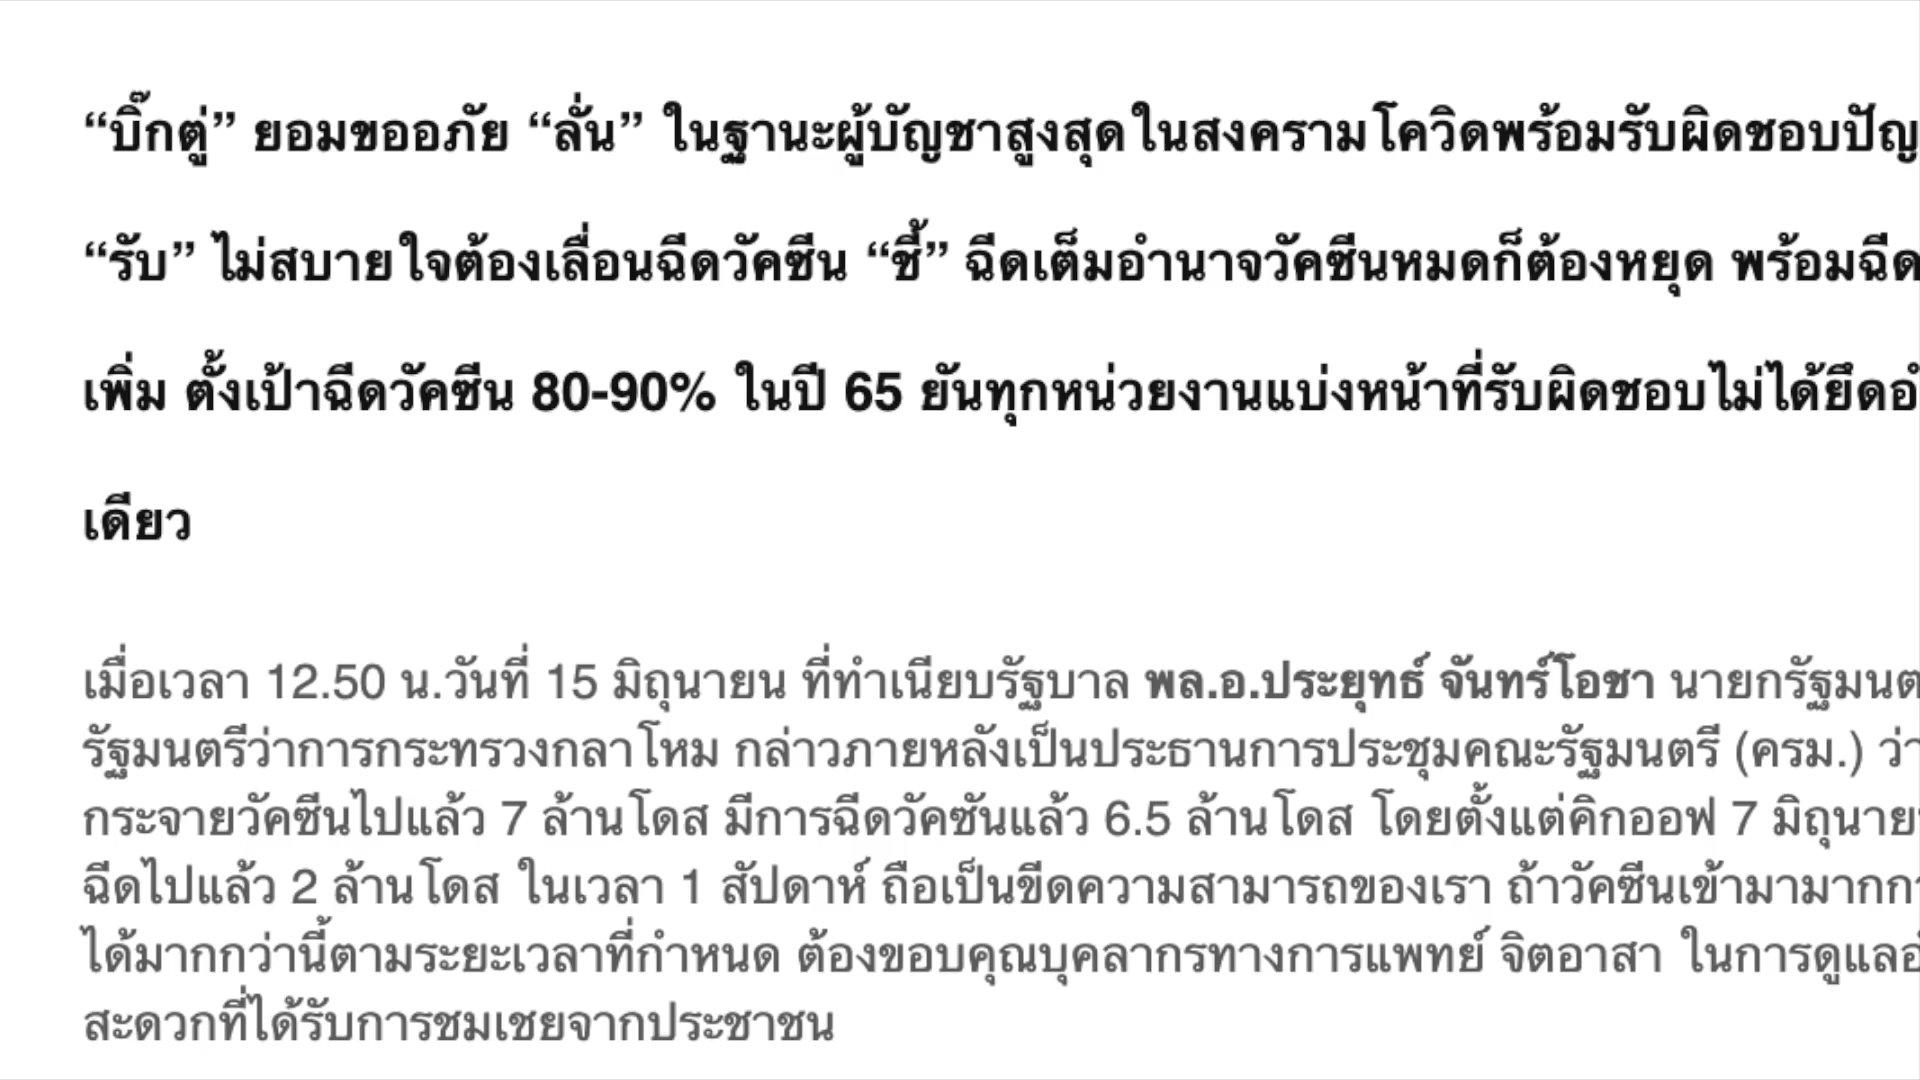 “บิ๊กตู่” ยอมขออภัย “ลั่น” ในฐานะผู้บัญชาสูงสุดในสงครามโควิดพร้อมรับผิดชอบปัญ
“รับ” ไม่สบายใจต้องเลื่อนฉีดวัคซีน “ชี้” ฉีดเต็มอำนาจวัคซีนหมดก็ต้องหยุด พร้อมฉีด
เพิ่ม ตั้งเป้าฉีดวัคซีน 80-90% ในปี 65 ยันทุกหน่วยงานแบ่งหน้าที่รับผิดชอบไม่ได้ยึดอำ
เดียว
เมื่อเวลา 12.50 น.วันที่ 15 มิถุนายน ที่ทำเนียบรัฐบาล พล.อ.ประยุทธ์ จันทร์โอชา นายกรัฐมนต
รัฐมนตรีว่าการกระทรวงกลาโหม กล่าวภายหลังเป็นประธานการประชุมคณะรัฐมนตรี (ครม.) ว่า
กระจายวัคซีนไปแล้ว 7 ล้านโดส มีการฉีดวัคซันแล้ว 6.5 ล้านโดส โดยตั้งแต่คิกออฟ 7 มิถุนาย
ฉีดไปแล้ว 2 ล้านโดส ในเวลา 1 สัปดาห์ ถือเป็นขีดความสามารถของเรา ถ้าวัคซีนเข้ามามากกว
ได้มากกว่านี้ตามระยะเวลาที่กำหนด ต้องขอบคุณบุคลากรทางการแพทย์ จิตอาสา ในการดูแลอำ
สะดวกที่ได้รับการชมเชยจากประชาชน